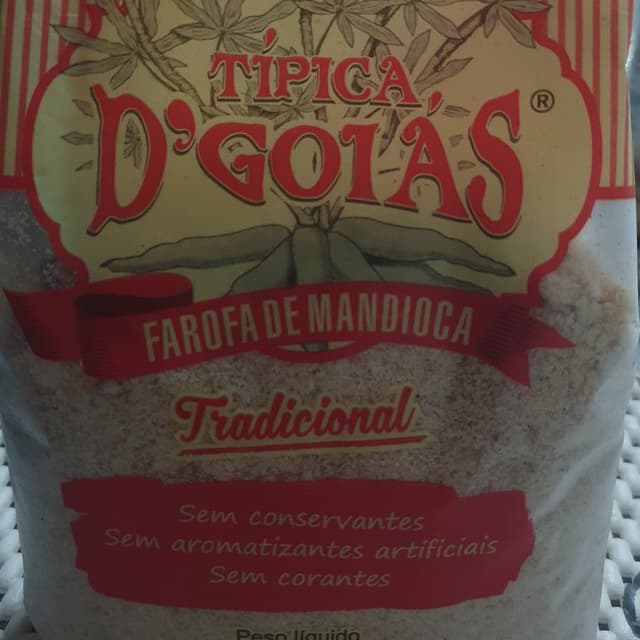 TÍPICA
D'GOIÁS®
FAROFA DE MANDIOCA
Tradicional
Sem conservantes
Sem aromatizantes artificiais
Sem corantes
Peso líquido